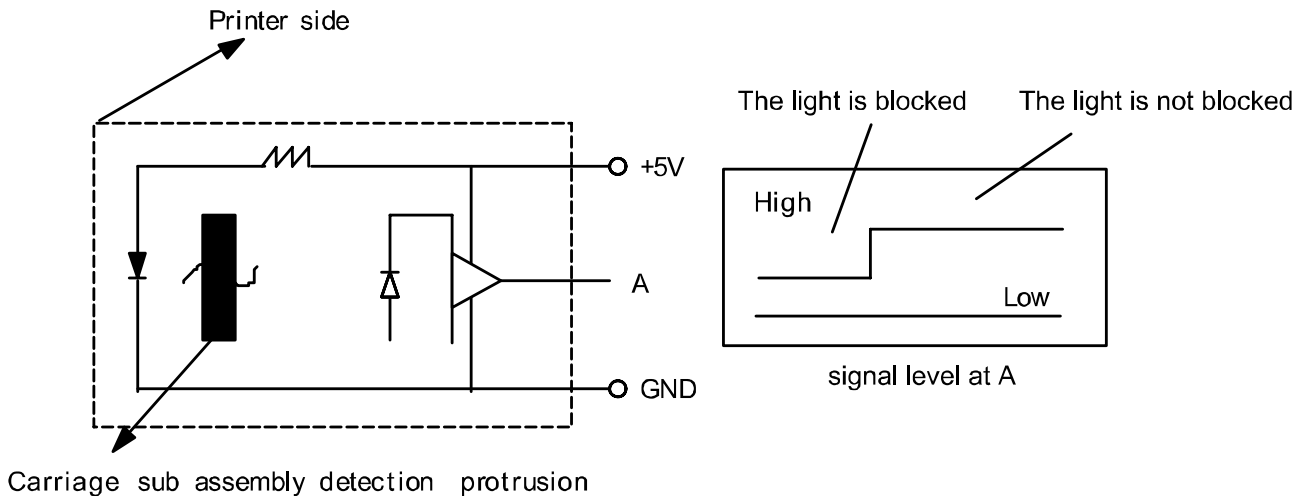 Printer side
+5V
A
GND
Carriage sub assembly detection protrusion
The light is blocked
The light is not blocked
High
Low
signal level at A